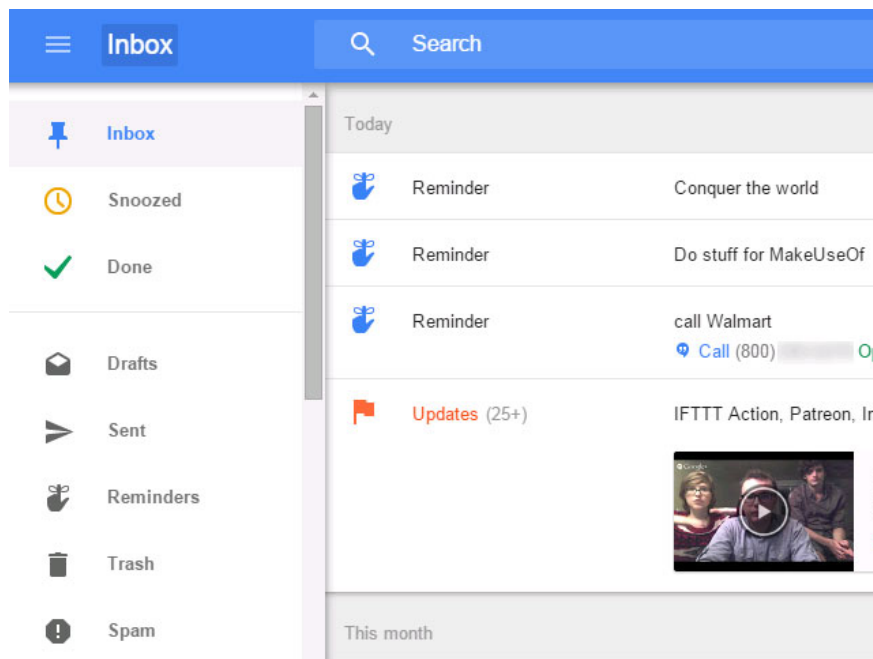 Inbox
Search
Inbox
Snoozed
Done
Drafts
Sent
Reminders
Trash
Spam
Today
Reminder Conquer the world
Reminder Do stuff for MakeUseOf
Reminder call Walmart
Call (800)
Updates (25+) IFTTT Action, Patreon,
Google+
This month